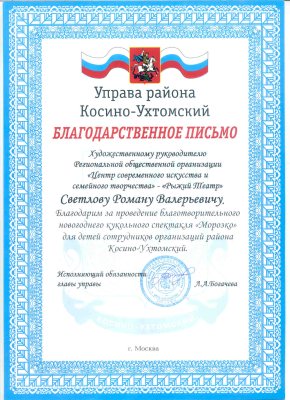 Управа района
Косино-Ухтомский
БЛАГОДАРСТВЕННОЕ ПИСЬМО
Художественному руководителю
Региональной общественной организации
«Центр современного искусства и
семейного творчества» - «Рыжий Театр»
Светлову Роману Валерьевичу,
Благодарим за проведение благотворительного
новогоднего кукольного спектакля «Морозко»
для детей сотрудников организаций района
Косино-Ухтомский.
Исполняющий обязанности
главы управы Л.А.Богачева
г. Москва